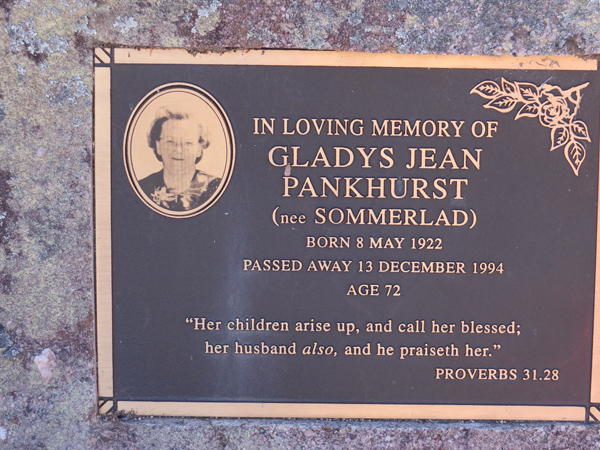 IN LOVING MEMORY OF
GLADYS JEAN
PANKHURST
(nee SOMMERLAD)
BORN 8 MAY 1922
PASSED AWAY 13 DECEMBER 1994
AGE 72
“Her children arise up, and call her blessed;
her husband also, and he praiseth her.”
PROVERBS 31.28